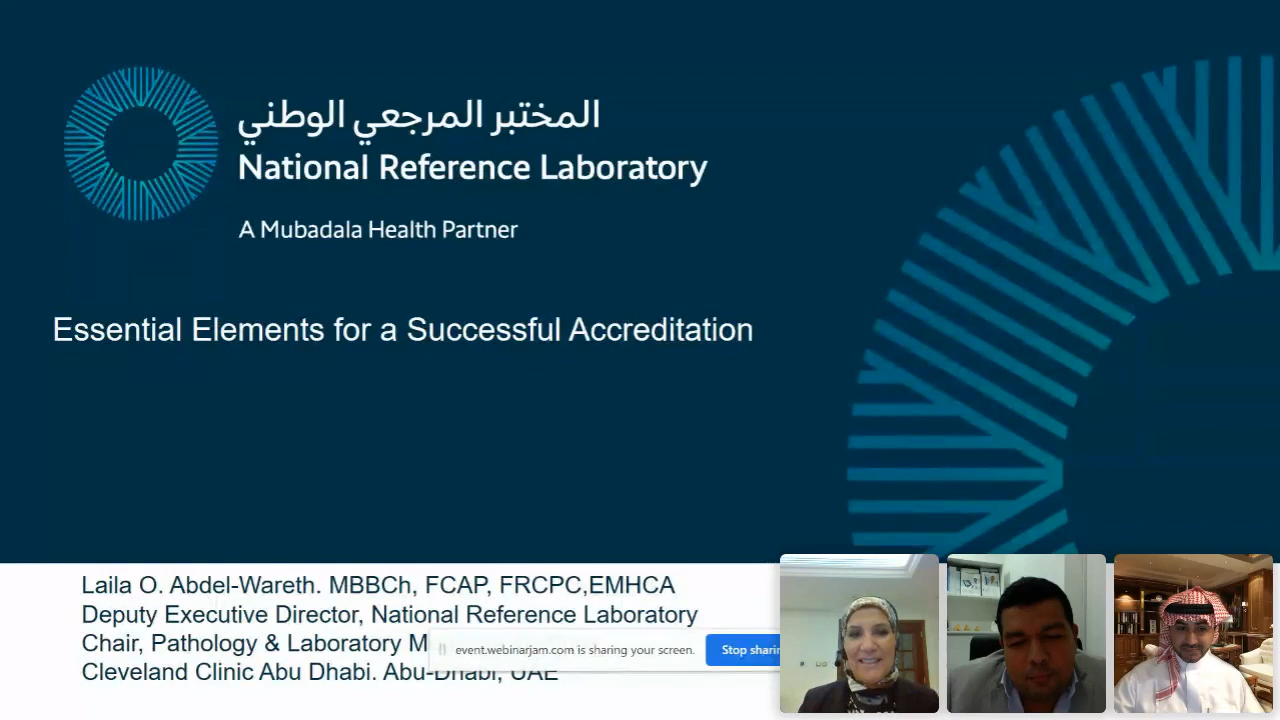 المختبر المرجعي الوطني
National Reference Laboratory
A Mubadala Health Partner
Essential Elements for a Successful Accreditation
Laila O. Abdel-Wareth. MBBCh, FCAP, FRCPC,EMHCA
Deputy Executive Director, National Reference Laboratory
Chair, Pathology & Laboratory M
event.webinarjam.com is sharing your screen.
Stop sharin
Cleveland Clinic Abu Dhabi. Abu-Dhabi, UAE